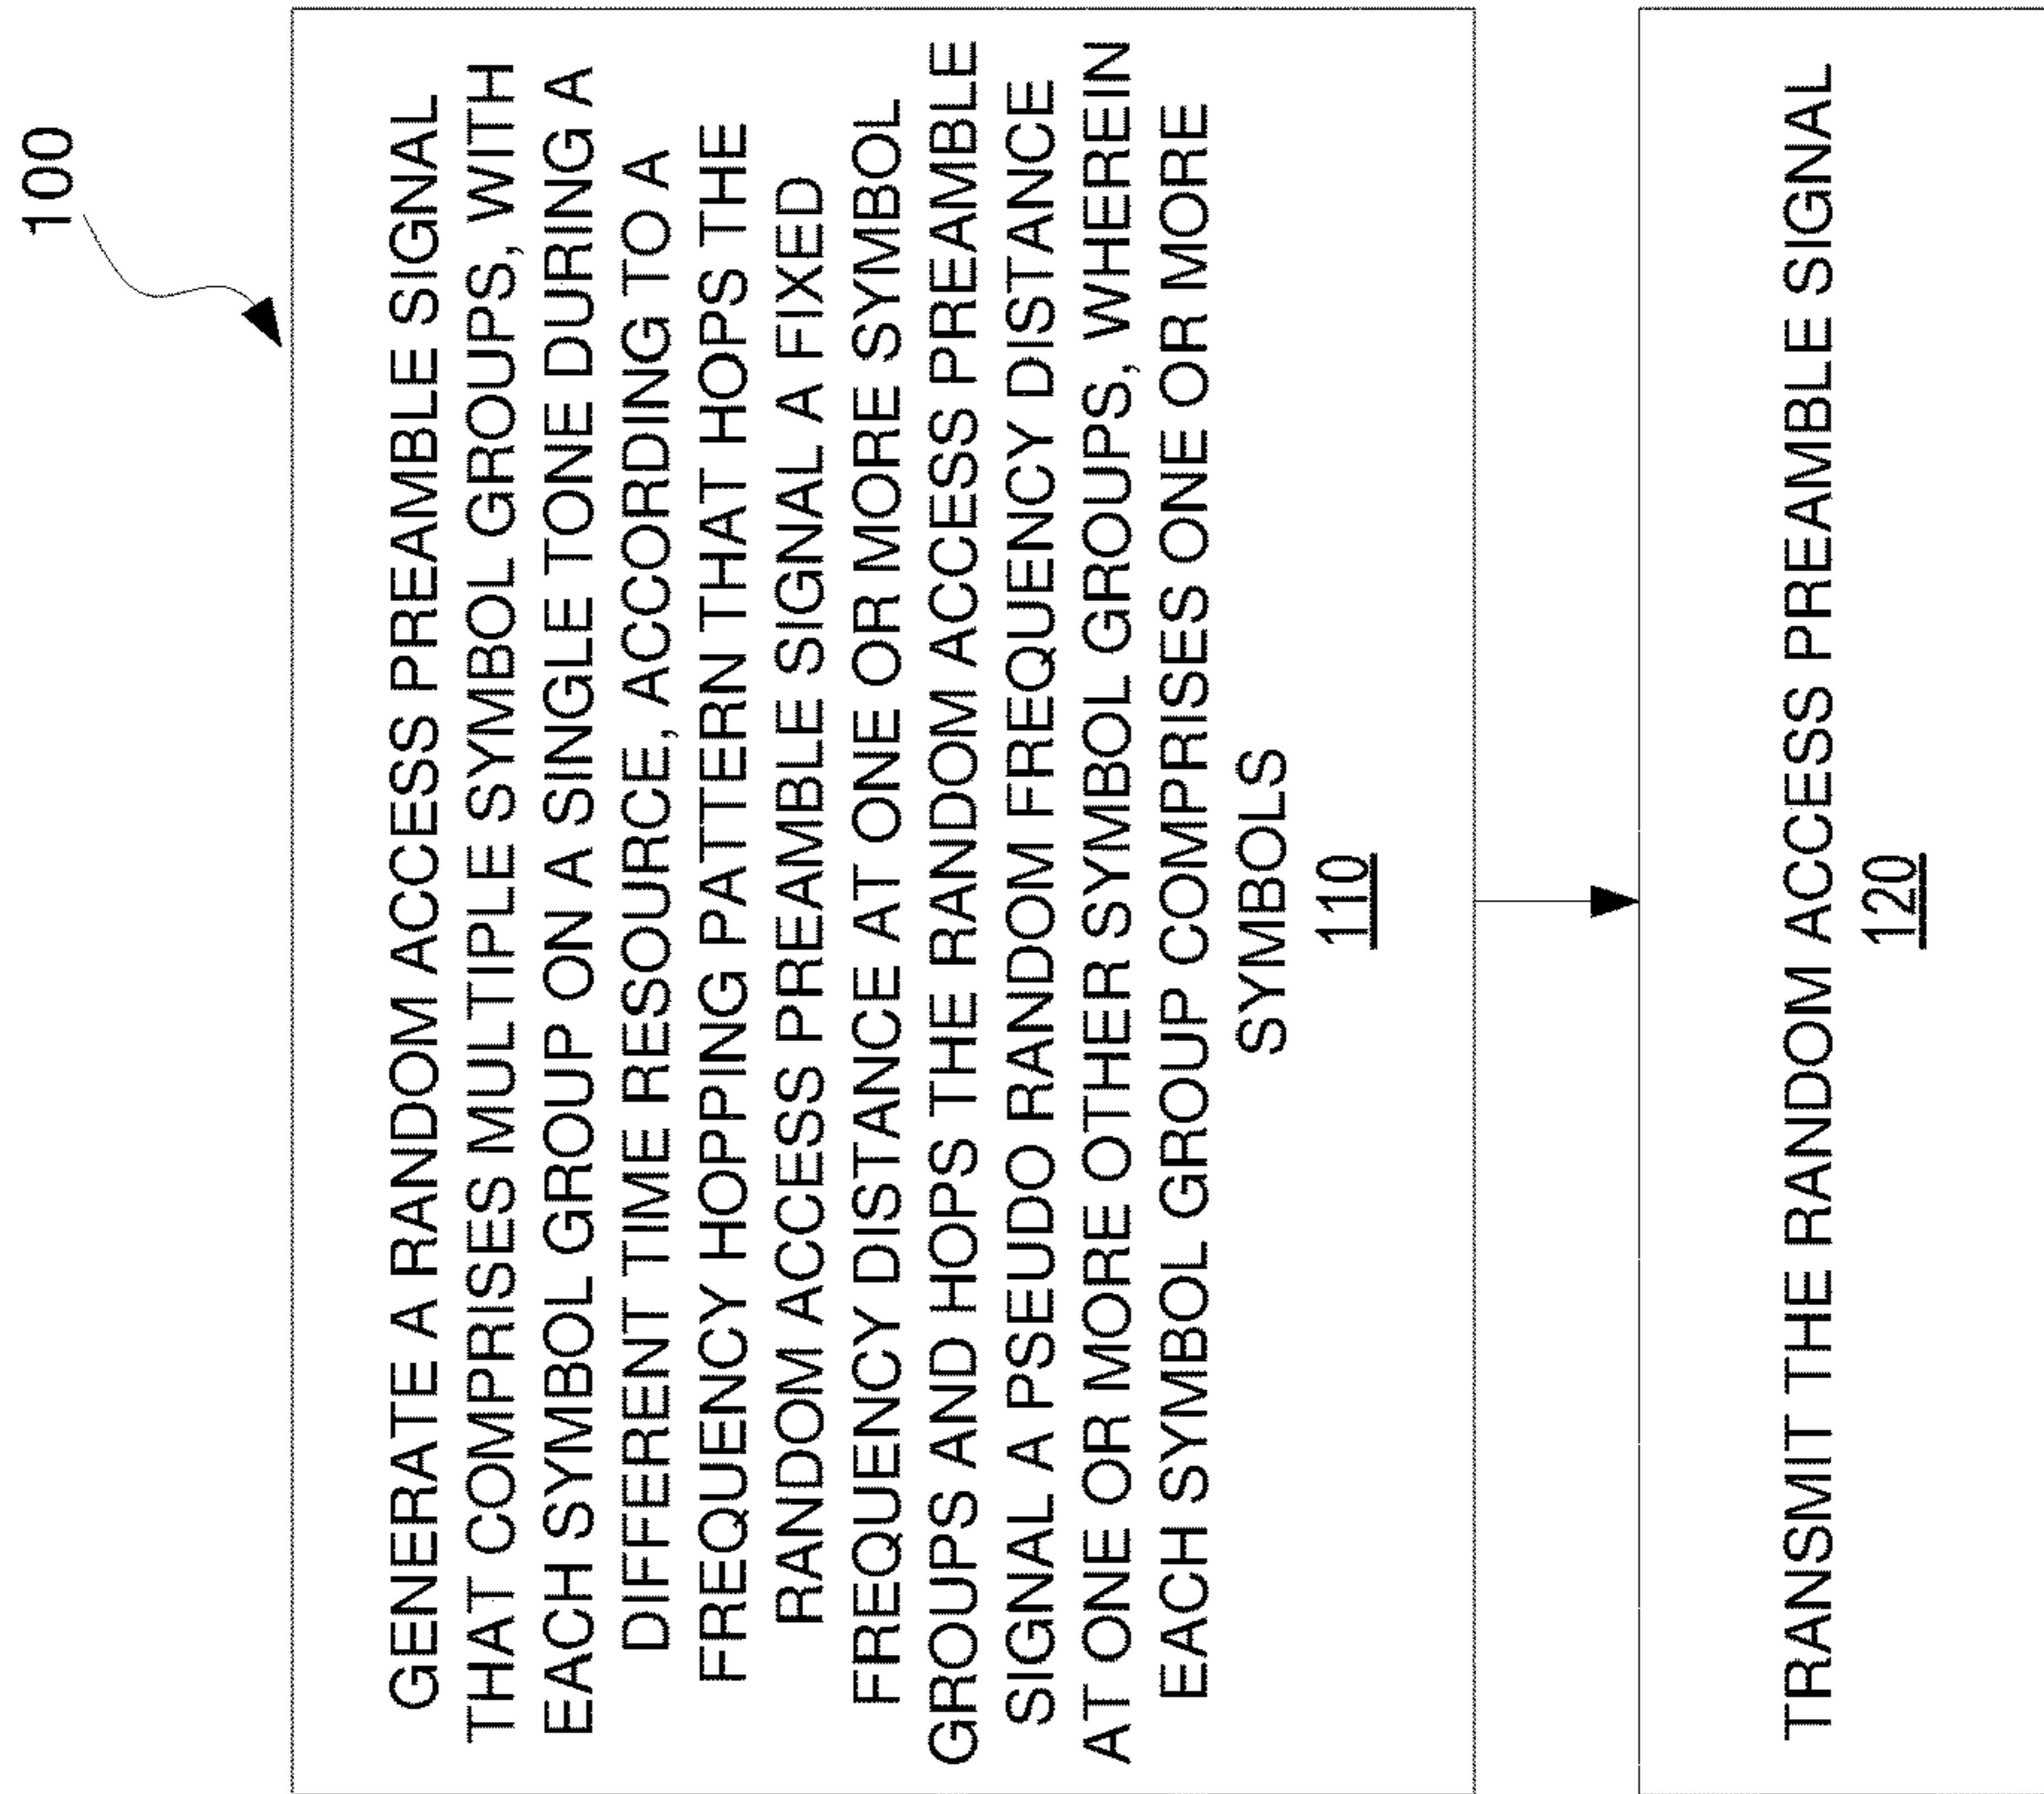 100
GENERATE A RANDOM ACCESS PREAMBLE SIGNAL
THAT COMPRISES MULTIPLE SYMBOL GROUPS, WITH
EACH SYMBOL GROUP ON A SINGLE TONE DURING A
DIFFERENT TIME RESOURCE, ACCORDING TO A
FREQUENCY HOPPING PATTERN THAT HOPS THE
RANDOM ACCESS PREAMBLE SIGNAL A FIXED
FREQUENCY DISTANCE AT ONE OR MORE SYMBOL
GROUPS AND HOPS THE RANDOM ACCESS PREAMBLE
SIGNAL A PSEUDO RANDOM FREQUENCY DISTANCE
AT ONE OR MORE OTHER SYMBOL GROUPS, WHEREIN
EACH SYMBOL GROUP COMPRISES ONE OR MORE
SYMBOLS
110
TRANSMIT THE RANDOM ACCESS PREAMBLE SIGNAL
120